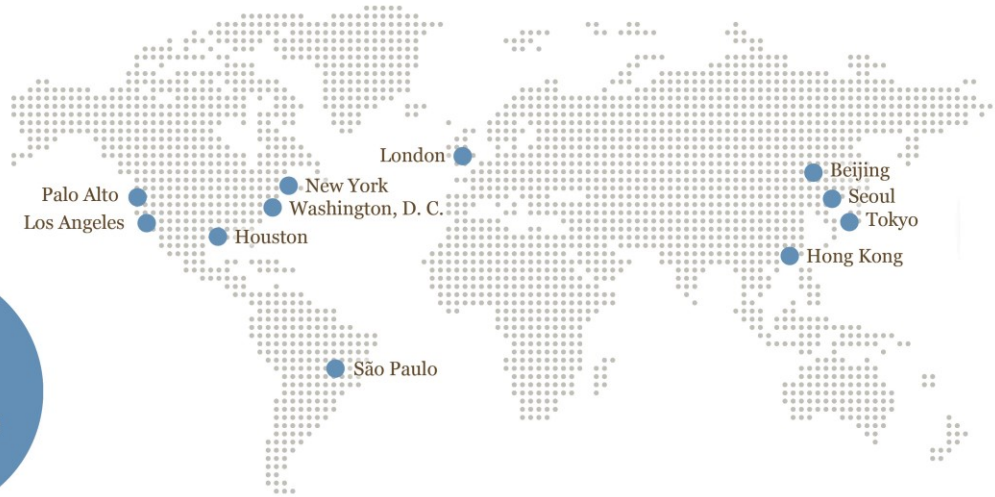 London
Beijing
Palo Alto
New York
Seoul
Washington, D. C.
Los Angeles
Tokyo
Houston
Hong Kong
São Paulo